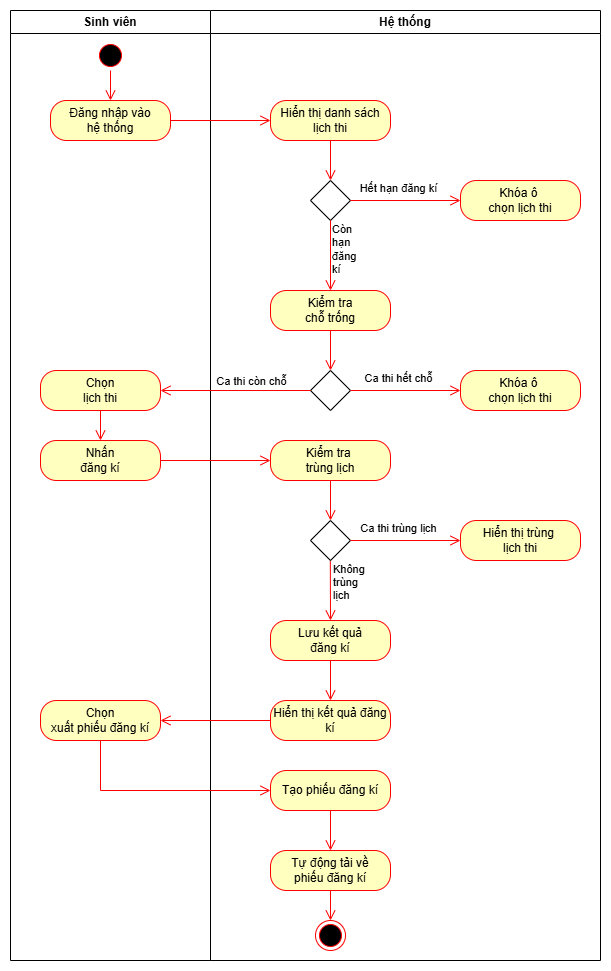 Sinh viên
Hệ thống
Đăng nhập vào
hệ thống
Hiển thị danh sách
lịch thi
Hết hạn đăng kí
Khóa ô
chọn lịch thi
Còn
hạn
đăng
kí
Kiểm tra
chỗ trống
Chọn
lịch thi
Ca thi còn chỗ
Ca thi hết chỗ
Khóa ô
chọn lịch thi
Nhấn
đăng kí
Kiểm tra
trùng lịch
Ca thi trùng lịch
Hiển thị trùng
lịch thi
Không
trùng
lịch
Lưu kết quả
đăng kí
Chọn
xuất phiếu đăng kí
Hiển thị kết quả đăng
kí
Tạo phiếu đăng kí
Tự động tải về
phiếu đăng kí